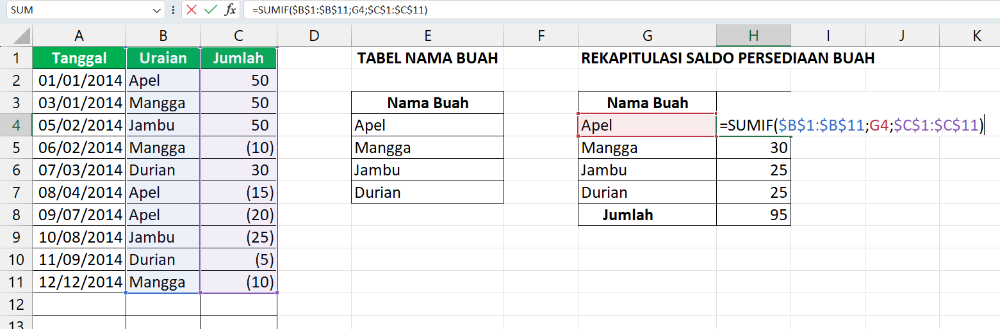 SUM =SUMIF($B$1:$B$11;G4;$C$1:$C$11)
A B C D E F G H I J K
1 Tanggal Uraian Jumlah TABEL NAMA BUAH REKAPITULASI SALDO PERSEDIAAN BUAH
2 01/01/2014 Apel 50
3 03/01/2014 Mangga 50 Nama Buah Nama Buah
4 05/02/2014 Jambu 50 Apel Apel =SUMIF($B$1:$B$11;G4;$C$1:$C$11)
5 06/02/2014 Mangga (10) Mangga Mangga 30
6 07/03/2014 Durian 30 Jambu Jambu 25
7 08/04/2014 Apel (15) Durian Durian 25
8 09/07/2014 Apel (20) Jumlah 95
9 10/08/2014 Jambu (25)
10 11/09/2014 Durian (5)
11 12/12/2014 Mangga (10)
12
13